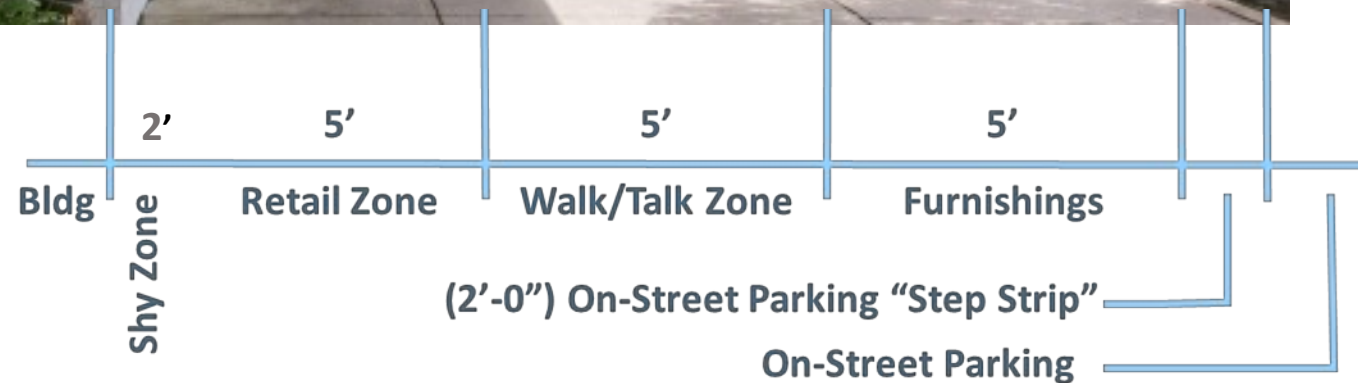 2’ 5’ 5’ 5’
Bldg Retail Zone Walk/Talk Zone Furnishings
Shy Zone
(2’-0”) On-Street Parking “Step Strip”
On-Street Parking